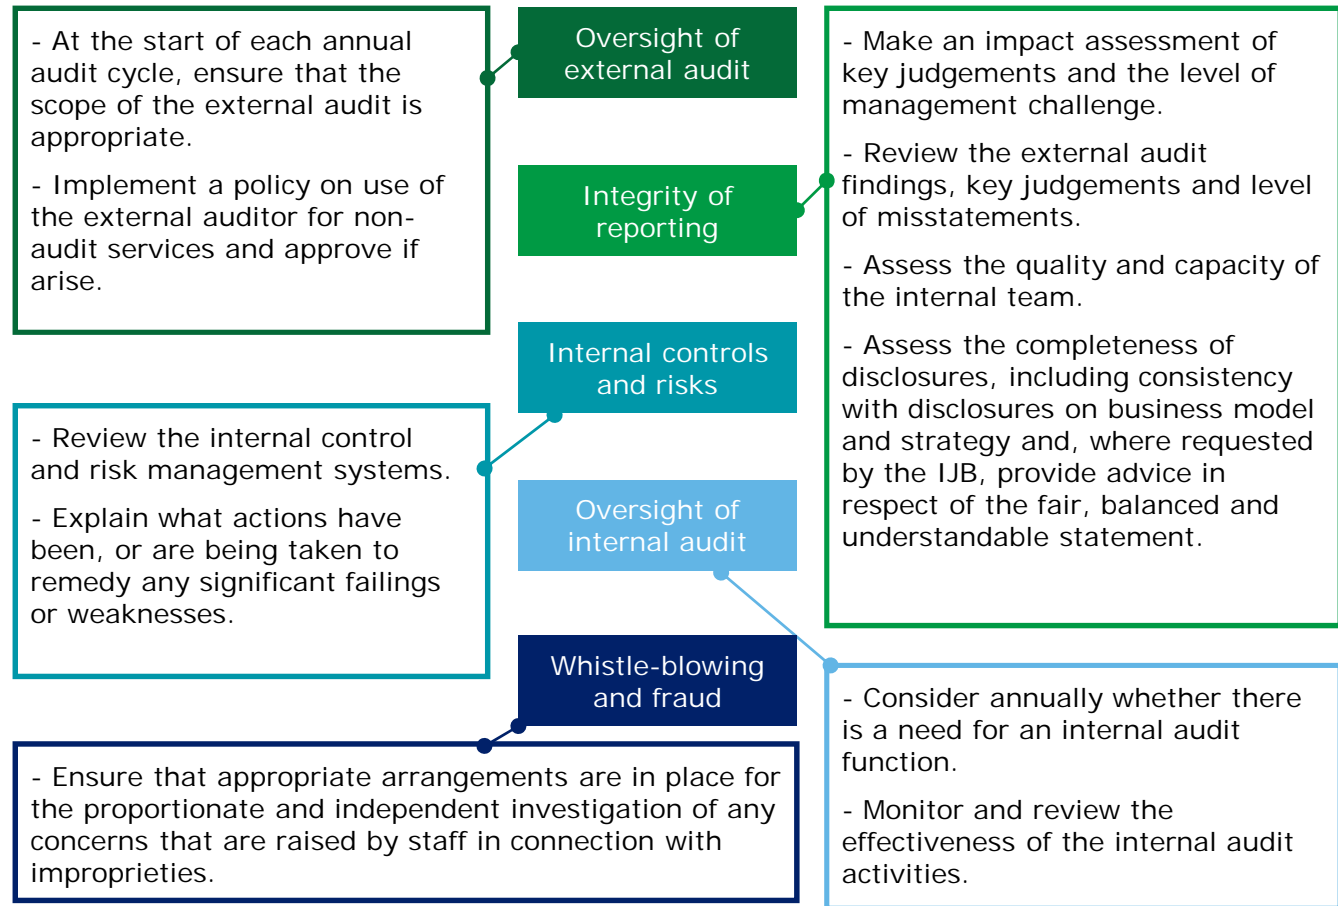 Oversight of
external audit
- At the start of each annual
audit cycle, ensure that the
scope of the external audit is
appropriate.
- Implement a policy on use of
the external auditor for non-
audit services and approve if
arise.
Integrity of
reporting
- Make an impact assessment of
key judgements and the level of
management challenge.
- Review the external audit
findings, key judgements and level
of misstatements.
- Assess the quality and capacity of
the internal team.
- Assess the completeness of
disclosures, including consistency
with disclosures on business model
and strategy and, where requested
by the IJB, provide advice in
respect of the fair, balanced and
understandable statement.
Internal controls
and risks
- Review the internal control
and risk management systems.
- Explain what actions have
been, or are being taken to
remedy any significant failings
or weaknesses.
Oversight of
internal audit
- Consider annually whether there
is a need for an internal audit
function.
- Monitor and review the
effectiveness of the internal audit
activities.
Whistle-blowing
and fraud
- Ensure that appropriate arrangements are in place for
the proportionate and independent investigation of any
concerns that are raised by staff in connection with
improprieties.